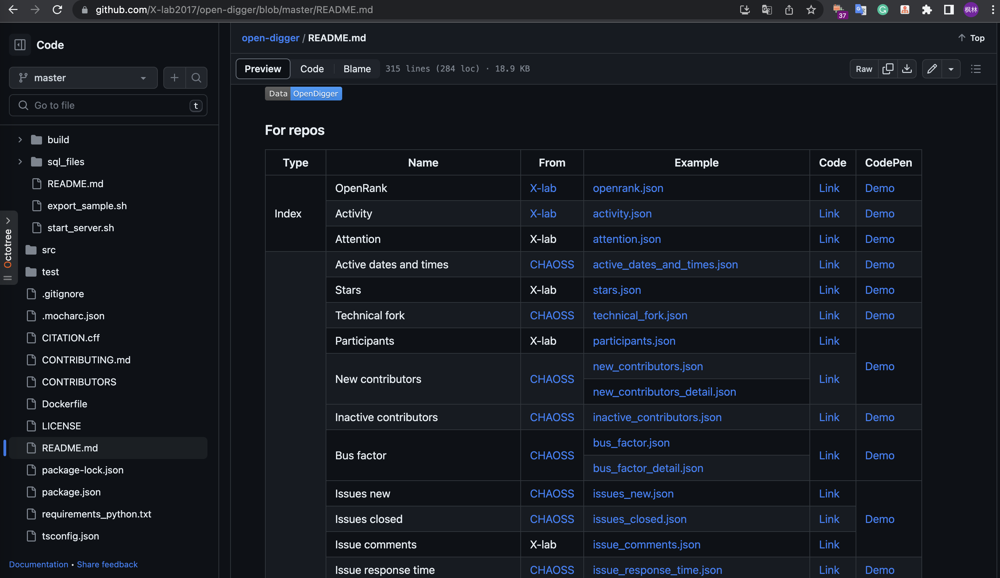 github.com/X-lab2017/open-digger/blob/master/README.md
37
枫林
Code
master
Go to file
t
build
sql_files
README.md
export_sample.sh
start_server.sh
Octotree
src
test
.gitignore
.mocharc.json
CITATION.cff
CONTRIBUTING.md
CONTRIBUTORS
Dockerfile
LICENSE
README.md
package-lock.json
package.json
requirements_python.txt
tsconfig.json
Documentation • Share feedback
open-digger / README.md
Top
Preview Code Blame 315 lines (284 loc) · 18.9 KB
Raw
Data OpenDigger
For repos
Type Name From Example Code CodePen
Index
OpenRank X-lab openrank.json Link Demo
Activity X-lab activity.json Link Demo
Attention X-lab attention.json Link Demo
Active dates and times CHAOSS active_dates_and_times.json Link Demo
Stars X-lab stars.json Link Demo
Technical fork CHAOSS technical_fork.json Link Demo
Participants X-lab participants.json Link Demo
New contributors CHAOSS new_contributors.json Link
new_contributors_detail.json
Inactive contributors CHAOSS inactive_contributors.json Link Demo
Bus factor CHAOSS bus_factor.json Link Demo
bus_factor_detail.json
Issues new CHAOSS issues_new.json Link
Issues closed CHAOSS issues_closed.json Link Demo
Issue comments X-lab issue_comments.json Link
Issue response time CHAOSS issue_response_time.json Link Demo